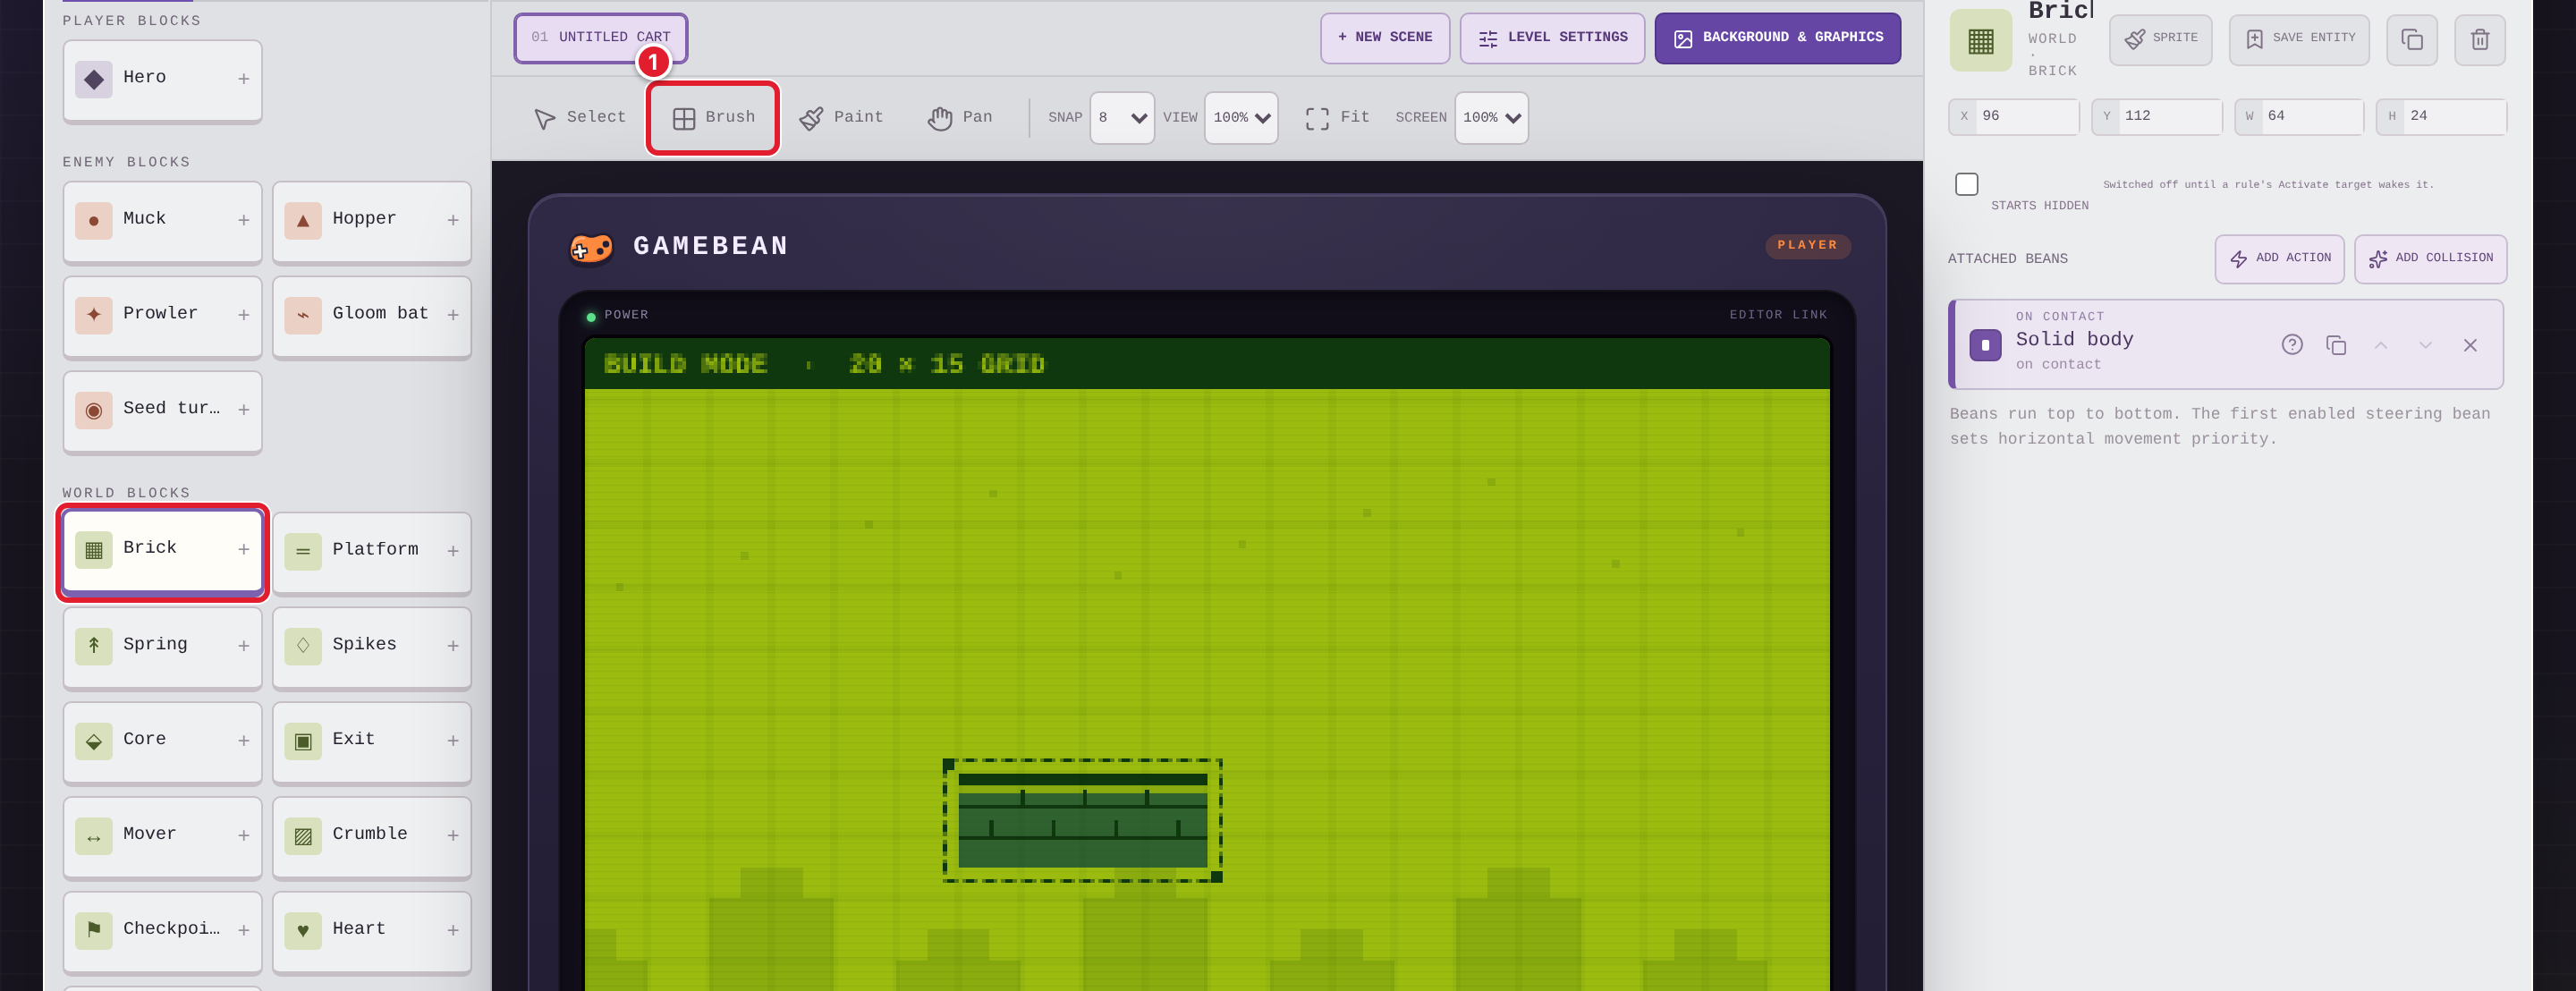 PLAYER BLOCKS
Hero +
ENEMY BLOCKS
Muck +
Hopper +
Prowler +
Gloom bat +
Seed tur… +
WORLD BLOCKS
Brick +
Platform +
Spring +
Spikes +
Core +
Exit +
Mover +
Crumble +
Checkpoi… +
Heart +
01 UNTITLED CART
+ NEW SCENE
LEVEL SETTINGS
BACKGROUND & GRAPHICS
1
Select
Brush
Paint
Pan
SNAP 8
VIEW 100%
Fit
SCREEN 100%
GAMEBEAN
PLAYER
POWER
EDITOR LINK
BUILD MODE · 20 × 15 GRID
WORLD
·
BRICK
SPRITE
SAVE ENTITY
X 96
Y 112
W 64
H 24
STARTS HIDDEN
Switched off until a rule's Activate target wakes it.
ATTACHED BEANS
ADD ACTION
ADD COLLISION
ON CONTACT
Solid body
on contact
Beans run top to bottom. The first enabled steering bean
sets horizontal movement priority.